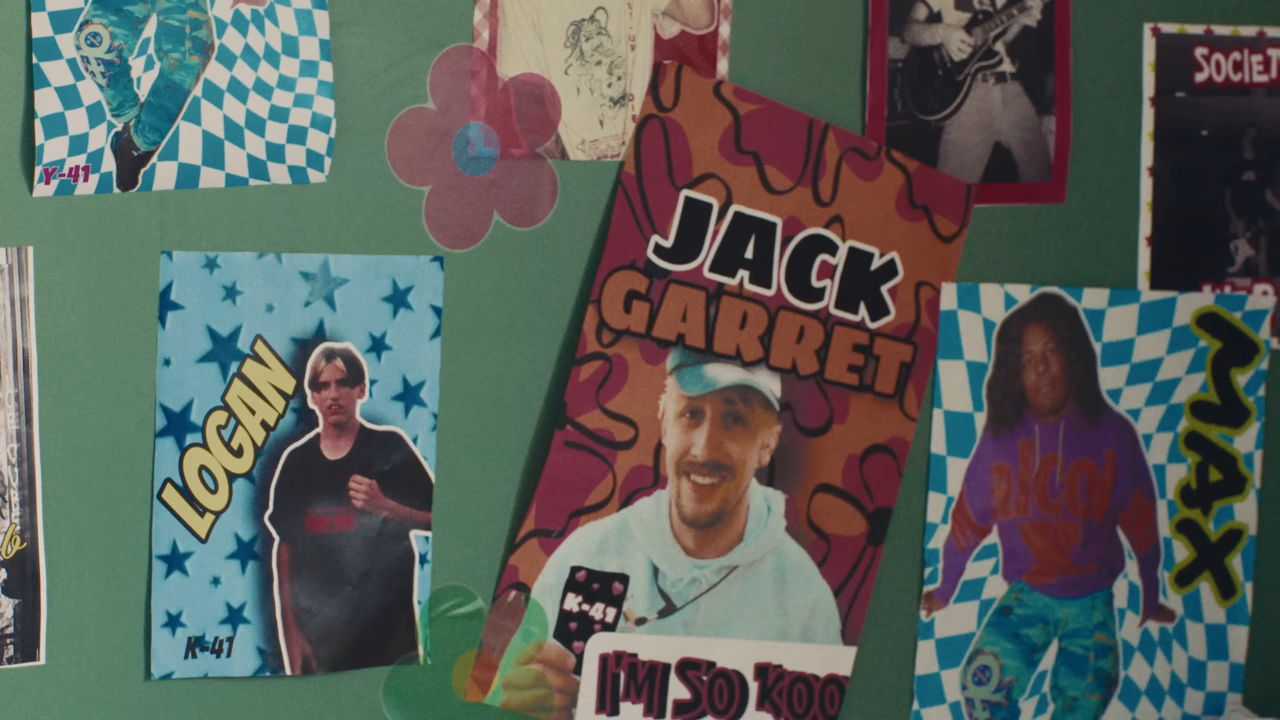 Y-41
SOCIET
JACK
GARRET
LOGAN
MAX
K-41
K-41
I'M SO KOO